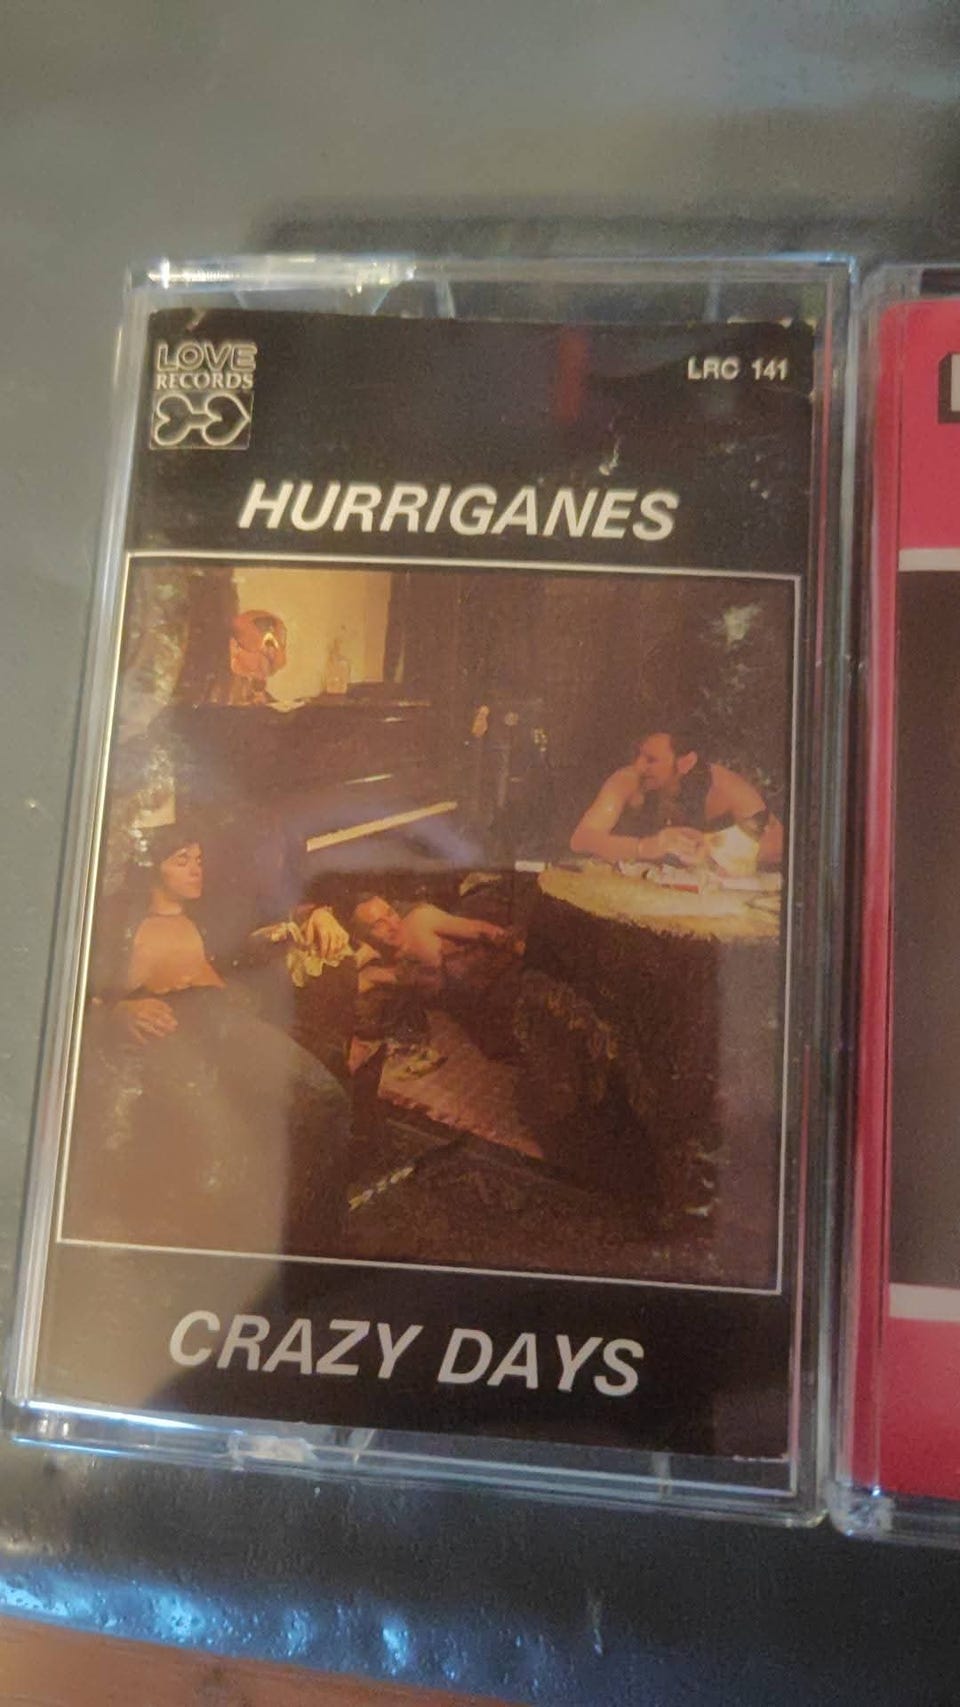 LOVE
RECORDS
LRC 141
HURRIGANES
CRAZY DAYS